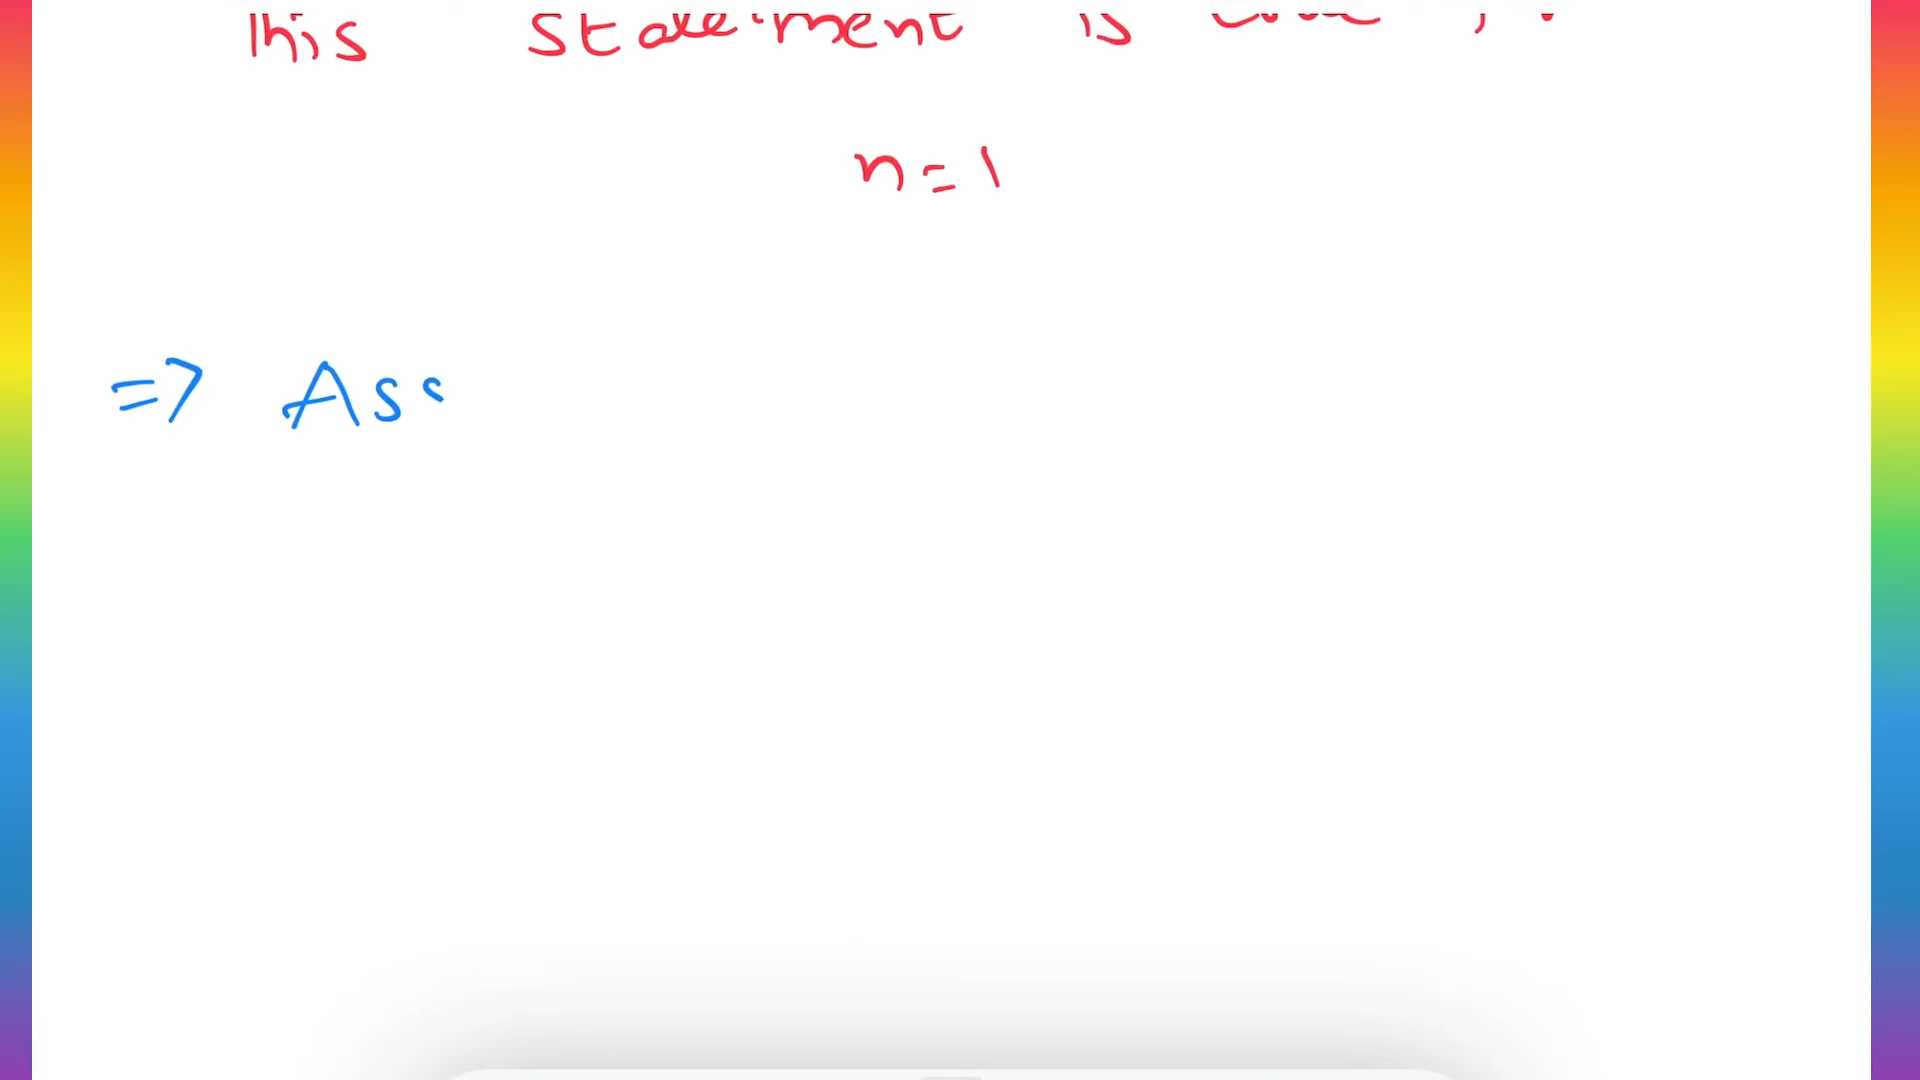 This statement is
n=1
=> Ass